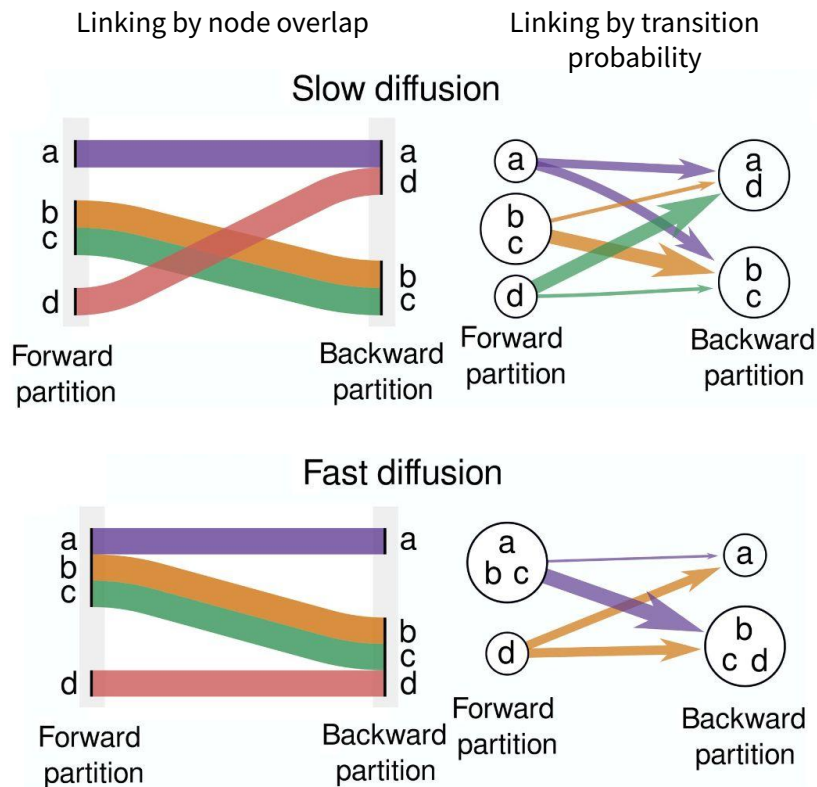 Linking by node overlap
Linking by transition
probability
Slow diffusion
a
b
c
d
a
d
b
c
Forward
partition
Backward
partition
a
b
c
d
a
d
b
c
Forward
partition
Backward
partition
Fast diffusion
a
b
c
d
a
b
c
d
Forward
partition
Backward
partition
a
b c
d
a
b
c d
Forward
partition
Backward
partition